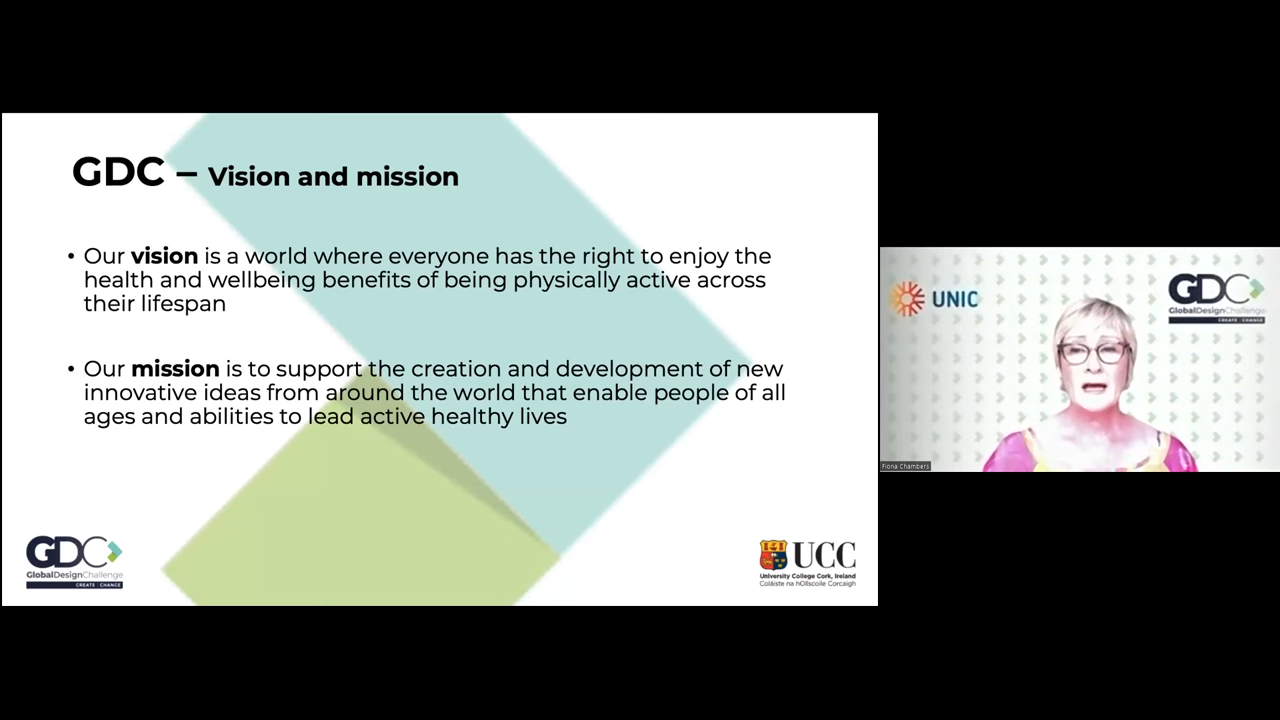 GDC – Vision and mission
• Our vision is a world where everyone has the right to enjoy the
health and wellbeing benefits of being physically active across
their lifespan
• Our mission is to support the creation and development of new
innovative ideas from around the world that enable people of all
ages and abilities to lead active healthy lives
GDC
GlobalDesignChallenge
CREATE CHANGE
UCC
University College Cork, Ireland
Coláiste na hOllscoile Corcaigh
UNIC
GDC
GlobalDesignChallenge
CREATE CHANGE
Fiona Chambers